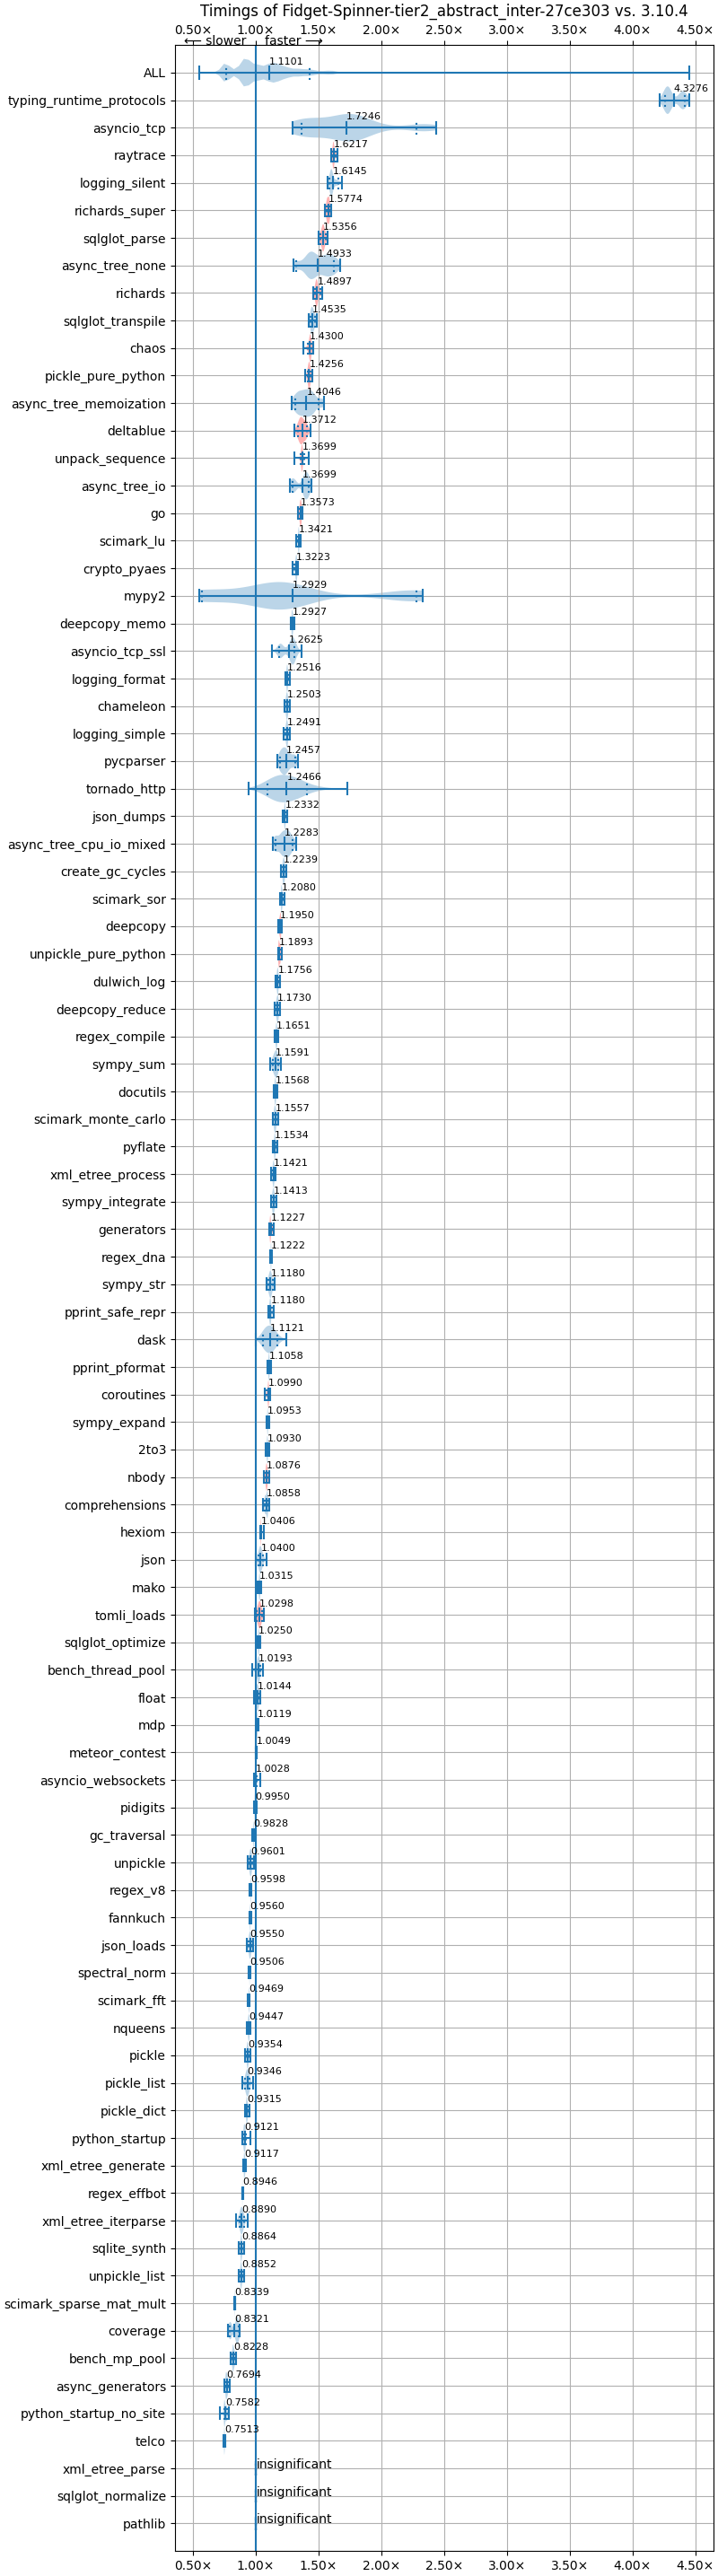 Timings of Fidget-Spinner-tier2_abstract_inter-27ce303 vs. 3.10.4
0.50× 1.00× 1.50× 2.00× 2.50× 3.00× 3.50× 4.00× 4.50×
⟵ slower faster ⟶
ALL 1.1101
typing_runtime_protocols 4.3276
asyncio_tcp 1.7246
raytrace 1.6217
logging_silent 1.6145
richards_super 1.5774
sqlglot_parse 1.5356
async_tree_none 1.4933
richards 1.4897
sqlglot_transpile 1.4535
chaos 1.4300
pickle_pure_python 1.4256
async_tree_memoization 1.4046
deltablue 1.3712
unpack_sequence 1.3699
async_tree_io 1.3699
go 1.3573
scimark_lu 1.3421
crypto_pyaes 1.3223
mypy2 1.2929
deepcopy_memo 1.2927
asyncio_tcp_ssl 1.2625
logging_format 1.2516
chameleon 1.2503
logging_simple 1.2491
pycparser 1.2457
tornado_http 1.2466
json_dumps 1.2332
async_tree_cpu_io_mixed 1.2283
create_gc_cycles 1.2239
scimark_sor 1.2080
deepcopy 1.1950
unpickle_pure_python 1.1893
dulwich_log 1.1756
deepcopy_reduce 1.1730
regex_compile 1.1651
sympy_sum 1.1591
docutils 1.1568
scimark_monte_carlo 1.1557
pyflate 1.1534
xml_etree_process 1.1421
sympy_integrate 1.1413
generators 1.1227
regex_dna 1.1222
sympy_str 1.1180
pprint_safe_repr 1.1180
dask 1.1121
pprint_pformat 1.1058
coroutines 1.0990
sympy_expand 1.0953
2to3 1.0930
nbody 1.0876
comprehensions 1.0858
hexiom 1.0406
json 1.0400
mako 1.0315
tomli_loads 1.0298
sqlglot_optimize 1.0250
bench_thread_pool 1.0193
float 1.0144
mdp 1.0119
meteor_contest 1.0049
asyncio_websockets 1.0028
pidigits 0.9950
gc_traversal 0.9828
unpickle 0.9601
regex_v8 0.9598
fannkuch 0.9560
json_loads 0.9550
spectral_norm 0.9506
scimark_fft 0.9469
nqueens 0.9447
pickle 0.9354
pickle_list 0.9346
pickle_dict 0.9315
python_startup 0.9121
xml_etree_generate 0.9117
regex_effbot 0.8946
xml_etree_iterparse 0.8890
sqlite_synth 0.8864
unpickle_list 0.8852
scimark_sparse_mat_mult 0.8339
coverage 0.8321
bench_mp_pool 0.8228
async_generators 0.7694
python_startup_no_site 0.7582
telco 0.7513
xml_etree_parse insignificant
sqlglot_normalize insignificant
pathlib insignificant
0.50× 1.00× 1.50× 2.00× 2.50× 3.00× 3.50× 4.00× 4.50×